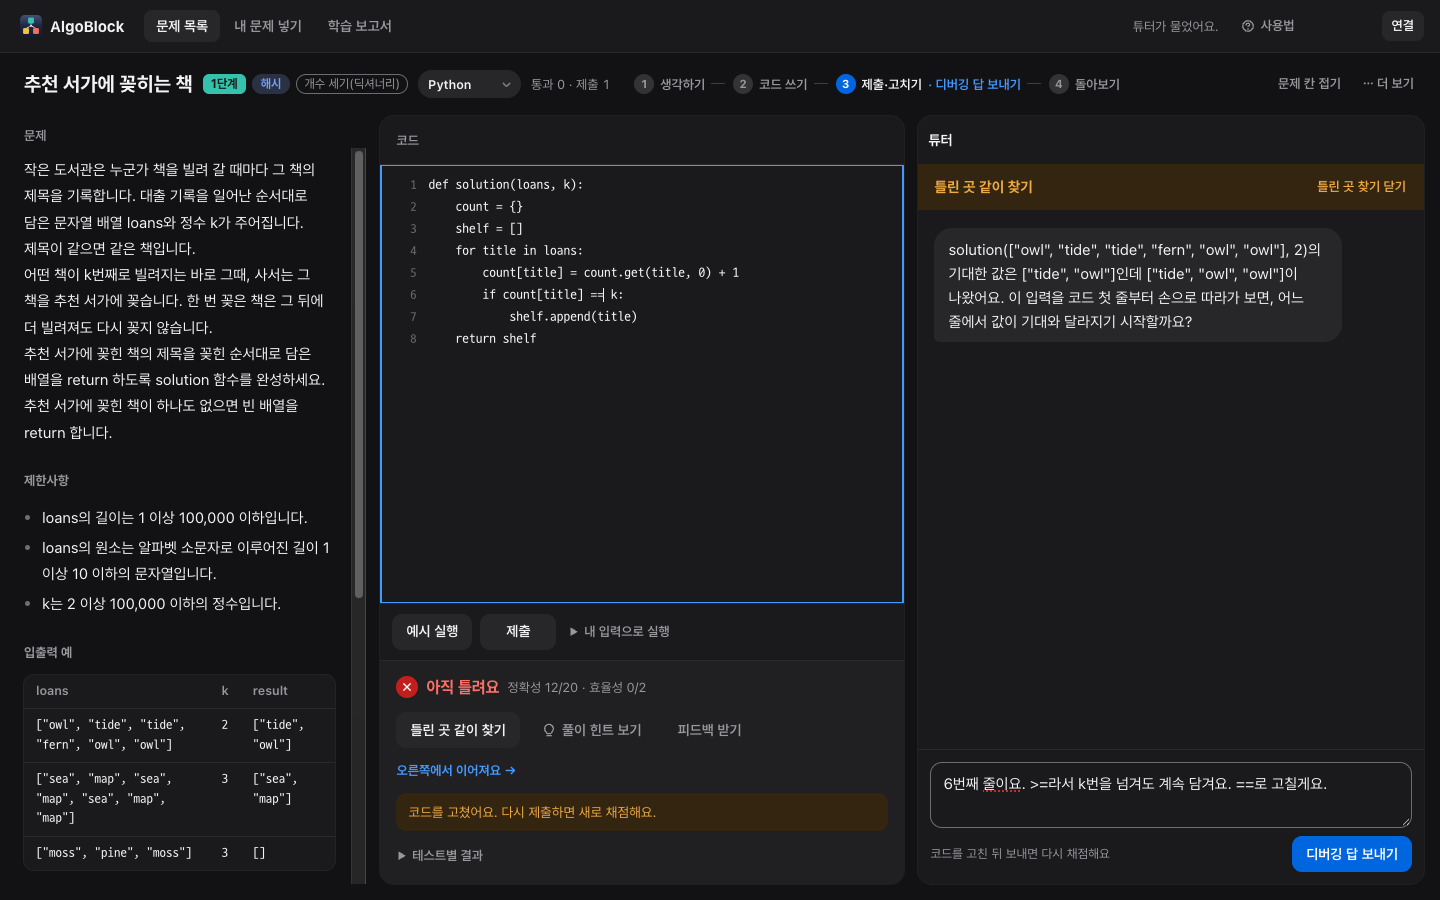 AlgoBlock
문제 목록
내 문제 넣기
학습 보고서
튜터가 물었어요.
사용법
연결
추천 서가에 꽂히는 책
1단계
해시
개수 세기(딕셔너리)
Python
통과 0 · 제출 1
1 생각하기
2 코드 쓰기
3 제출·고치기 · 디버깅 답 보내기
4 돌아보기
문제 칸 접기
··· 더 보기
문제
작은 도서관은 누군가 책을 빌려 갈 때마다 그 책의
제목을 기록합니다. 대출 기록을 일어난 순서대로
담은 문자열 배열 loans와 정수 k가 주어집니다.
제목이 같으면 같은 책입니다.
어떤 책이 k번째로 빌려지는 바로 그때, 사서는 그
책을 추천 서가에 꽂습니다. 한 번 꽂은 책은 그 뒤에
더 빌려져도 다시 꽂지 않습니다.
추천 서가에 꽂힌 책의 제목을 꽂힌 순서대로 담은
배열을 return 하도록 solution 함수를 완성하세요.
추천 서가에 꽂힌 책이 하나도 없으면 빈 배열을
return 합니다.
제한사항
• loans의 길이는 1 이상 100,000 이하입니다.
• loans의 원소는 알파벳 소문자로 이루어진 길이 1
이상 10 이하의 문자열입니다.
• k는 2 이상 100,000 이하의 정수입니다.
입출력 예
loans k result
["owl", "tide", "tide", 2 ["tide",
"fern", "owl", "owl"] "owl"]
["sea", "map", "sea", 3 ["sea",
"map", "sea", "map", "map"]
"map"]
["moss", "pine", "moss"] 3 []
코드
1 def solution(loans, k):
2     count = {}
3     shelf = []
4     for title in loans:
5         count[title] = count.get(title, 0) + 1
6         if count[title] == k:
7             shelf.append(title)
8     return shelf
예시 실행
제출
▶ 내 입력으로 실행
아직 틀려요 정확성 12/20 · 효율성 0/2
틀린 곳 같이 찾기
풀이 힌트 보기
피드백 받기
오른쪽에서 이어져요 →
코드를 고쳤어요. 다시 제출하면 새로 채점해요.
▶ 테스트별 결과
튜터
틀린 곳 같이 찾기
틀린 곳 찾기 닫기
solution(["owl", "tide", "tide", "fern", "owl", "owl"], 2)의
기대한 값은 ["tide", "owl"]인데 ["tide", "owl", "owl"]이
나왔어요. 이 입력을 코드 첫 줄부터 손으로 따라가 보면, 어느
줄에서 값이 기대와 달라지기 시작할까요?
6번째 줄이요. >=라서 k번을 넘겨도 계속 담겨요. ==로 고칠게요.
코드를 고친 뒤 보내면 다시 채점해요
디버깅 답 보내기